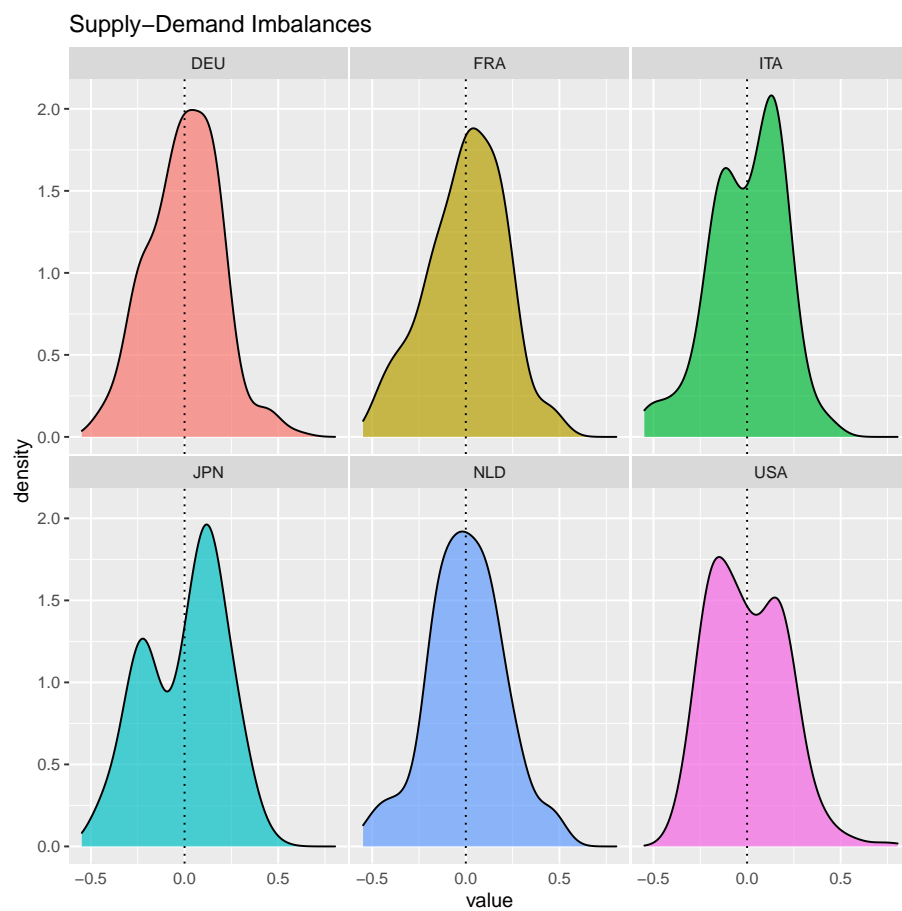 Supply−Demand Imbalances
DEU FRA ITA
2.0
1.5
1.0
0.5
0.0
density
JPN NLD USA
2.0
1.5
1.0
0.5
0.0
−0.5 0.0 0.5 −0.5 0.0 0.5 −0.5 0.0 0.5
value